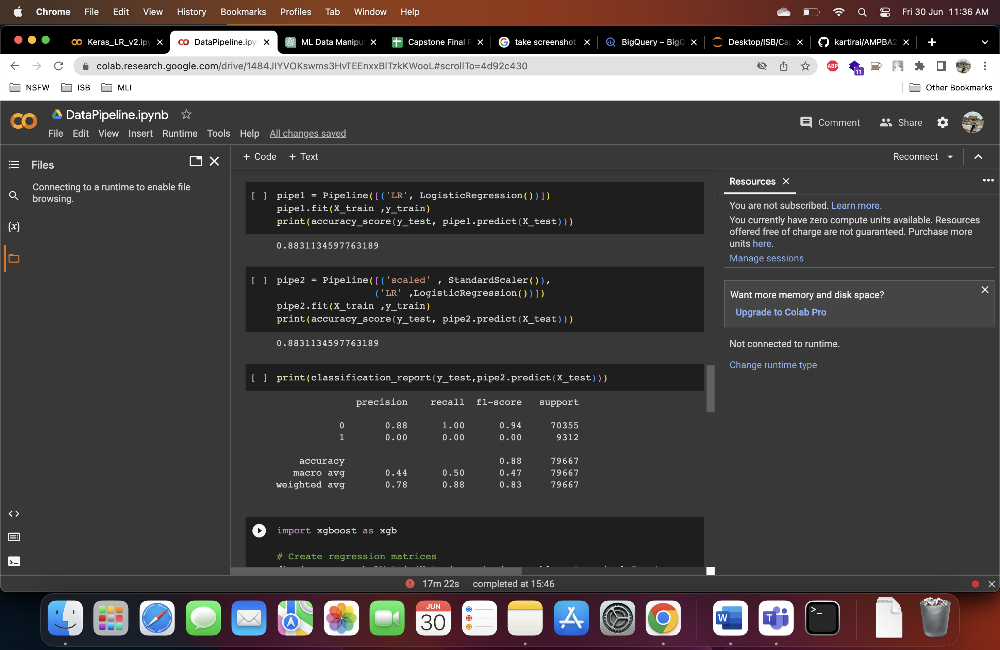 Chrome File Edit View History Bookmarks Profiles Tab Window Help Fri 30 Jun 11:36 AM
Keras_LR_v2.ipy DataPipeline.ipy ML Data Manipul Capstone Final R take screenshot BigQuery – BigQ Desktop/ISB/Cap kartirai/AMPBA2
colab.research.google.com/drive/1484JIYVOKswms3HvTEEnxxBlTzkKWooL#scrollTo=4d92c430
ABP
11
NSFW ISB MLI Other Bookmarks
DataPipeline.ipynb
Comment Share
File Edit View Insert Runtime Tools Help All changes saved
Files
Connecting to a runtime to enable file
browsing.
{x}
+ Code + Text
Reconnect
[ ] pipe1 = Pipeline([('LR', LogisticRegression())])
pipe1.fit(X_train ,y_train)
print(accuracy_score(y_test, pipe1.predict(X_test)))
0.8831134597763189
[ ] pipe2 = Pipeline([('scaled' , StandardScaler()),
('LR' ,LogisticRegression())])
pipe2.fit(X_train ,y_train)
print(accuracy_score(y_test, pipe2.predict(X_test)))
0.8831134597763189
[ ] print(classification_report(y_test,pipe2.predict(X_test)))
precision recall f1-score support
0 0.88 1.00 0.94 70355
1 0.00 0.00 0.00 9312
accuracy 0.88 79667
macro avg 0.44 0.50 0.47 79667
weighted avg 0.78 0.88 0.83 79667
import xgboost as xgb
# Create regression matrices
Resources
You are not subscribed. Learn more.
You currently have zero compute units available. Resources
offered free of charge are not guaranteed. Purchase more
units here.
Manage sessions
Want more memory and disk space?
Upgrade to Colab Pro
Not connected to runtime.
Change runtime type
17m 22s completed at 15:46
JUN
30
W
T
>_